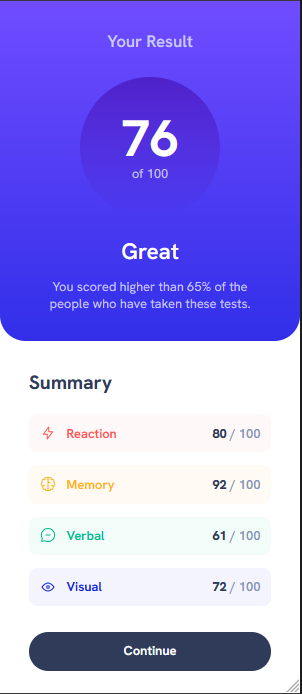 Your Result
76
of 100
Great
You scored higher than 65% of the
people who have taken these tests.
Summary
Reaction 80 / 100
Memory 92 / 100
Verbal 61 / 100
Visual 72 / 100
Continue